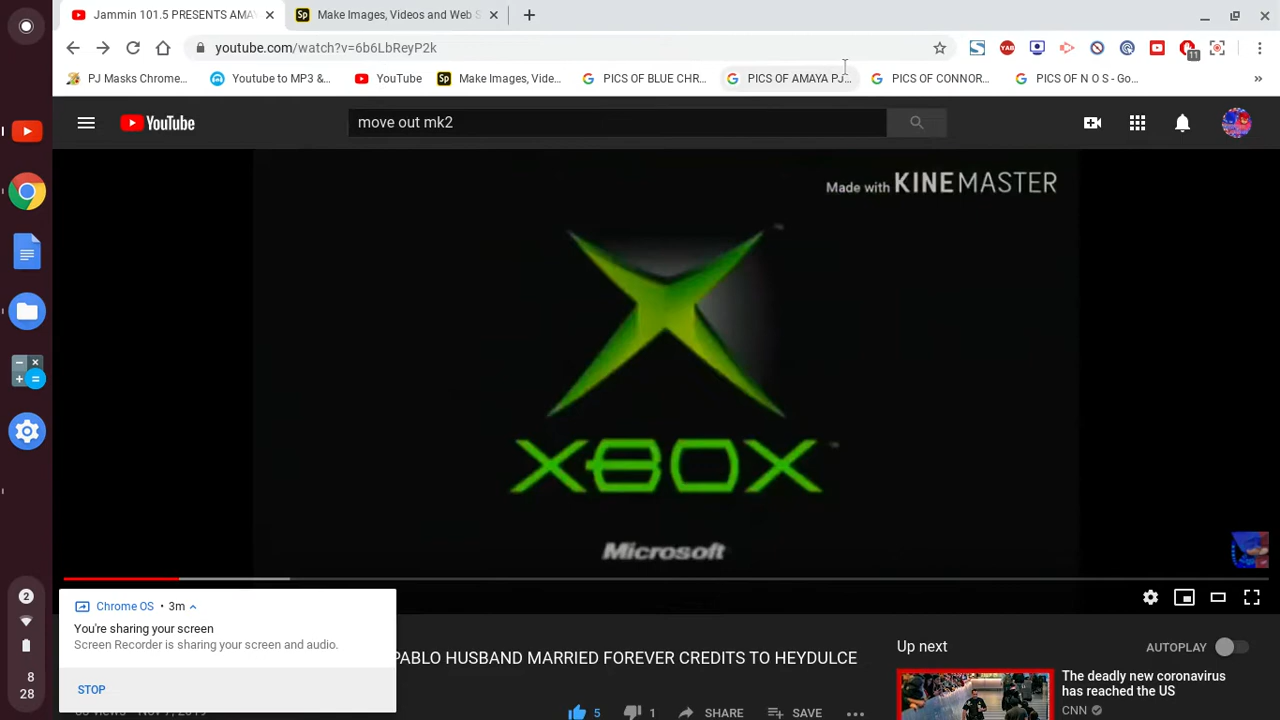 Jammin 101.5 PRESENTS AMAY
Make Images, Videos and Web S
youtube.com/watch?v=6b6LbReyP2k
11
PJ Masks Chrome...
Youtube to MP3 &...
YouTube
Make Images, Vide...
PICS OF BLUE CHR...
PICS OF AMAYA PJ...
PICS OF CONNOR...
PICS OF N O S - Go...
YouTube
move out mk2
Made with KINEMASTER
XBOX
Microsoft
Chrome OS • 3m
You're sharing your screen
Screen Recorder is sharing your screen and audio.
STOP
PABLO HUSBAND MARRIED FOREVER CREDITS TO HEYDULCE
5
1
SHARE
SAVE
Up next
AUTOPLAY
The deadly new coronavirus
has reached the US
CNN
2
8
28